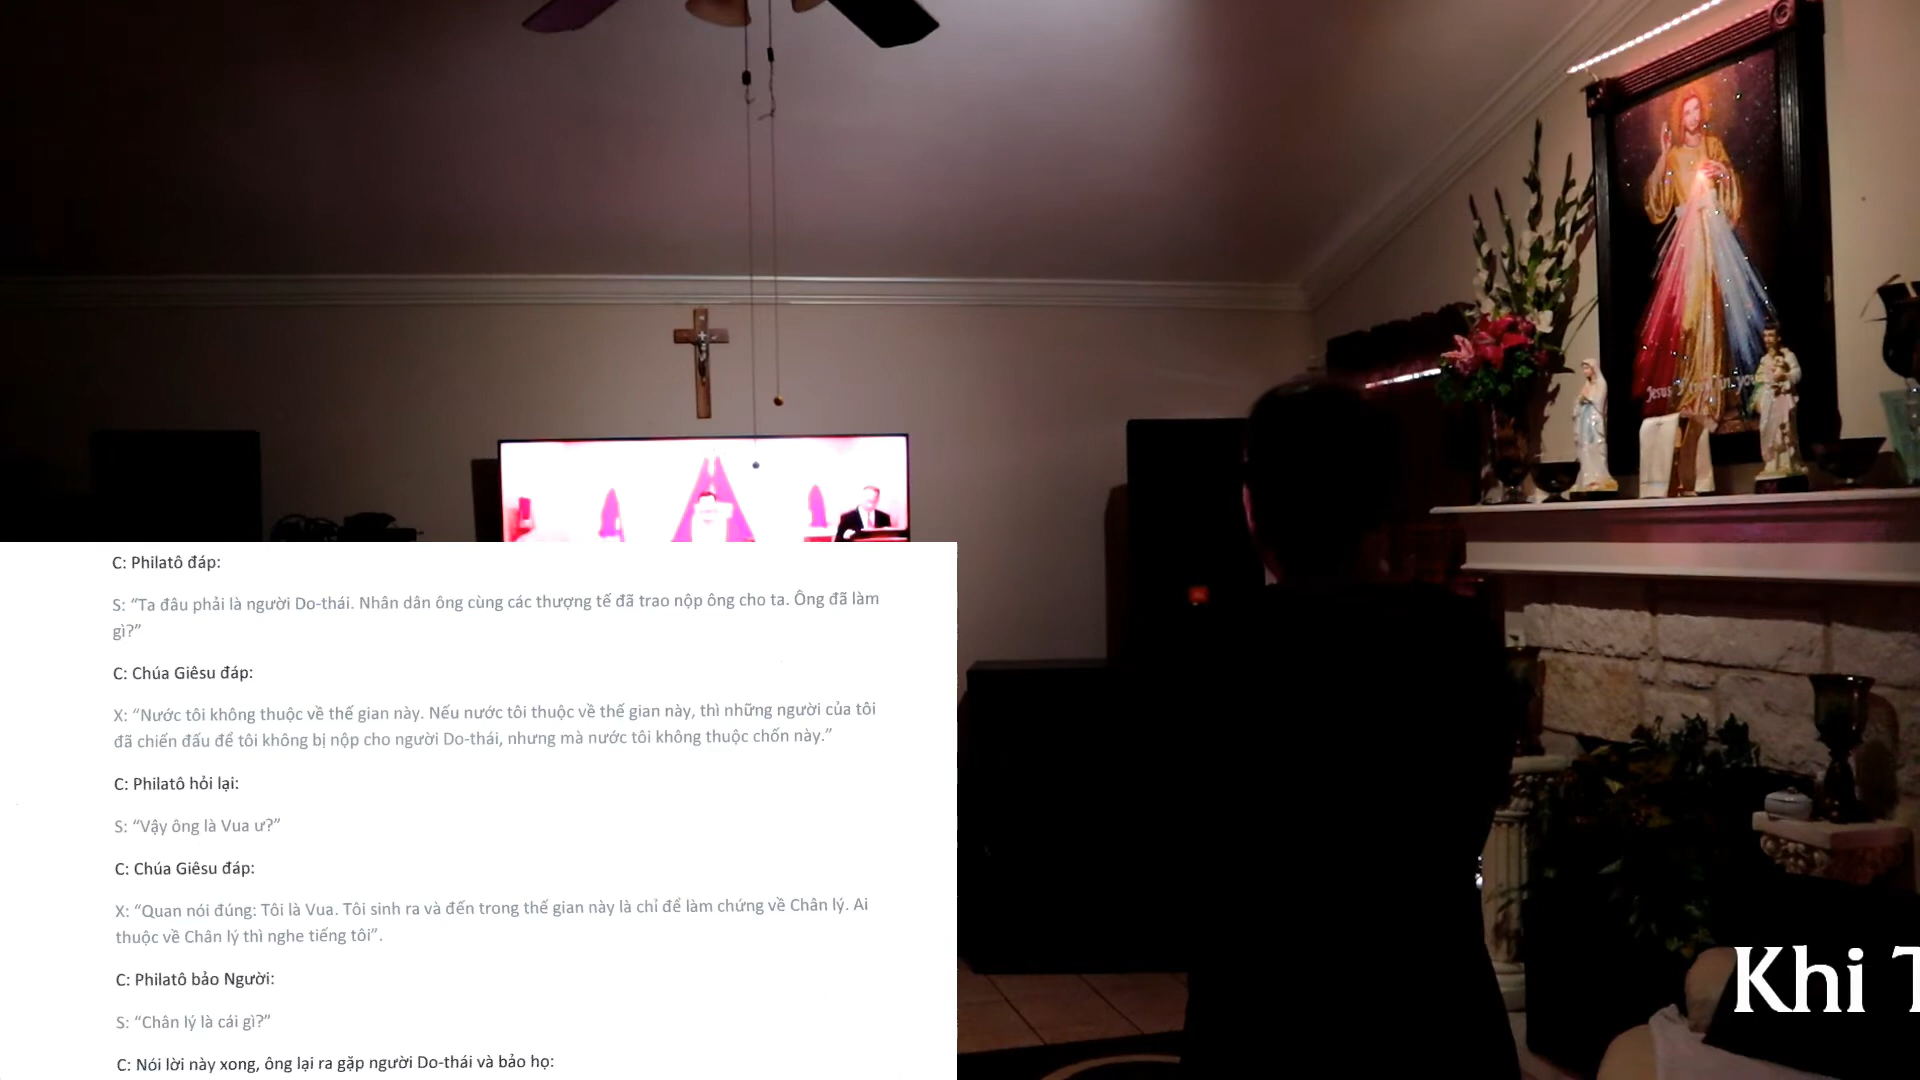 Jesus I trust in you
C: Philatô đáp:
S: “Ta đâu phải là người Do-thái. Nhân dân ông cùng các thượng tế đã trao nộp ông cho ta. Ông đã làm
gì?”
C: Chúa Giêsu đáp:
X: “Nước tôi không thuộc về thế gian này. Nếu nước tôi thuộc về thế gian này, thì những người của tôi
đã chiến đấu để tôi không bị nộp cho người Do-thái, nhưng mà nước tôi không thuộc chốn này.”
C: Philatô hỏi lại:
S: “Vậy ông là Vua ư?”
C: Chúa Giêsu đáp:
X: “Quan nói đúng: Tôi là Vua. Tôi sinh ra và đến trong thế gian này là chỉ để làm chứng về Chân lý. Ai
thuộc về Chân lý thì nghe tiếng tôi”.
C: Philatô bảo Người:
S: “Chân lý là cái gì?”
C: Nói lời này xong, ông lại ra gặp người Do-thái và bảo họ:
Khi